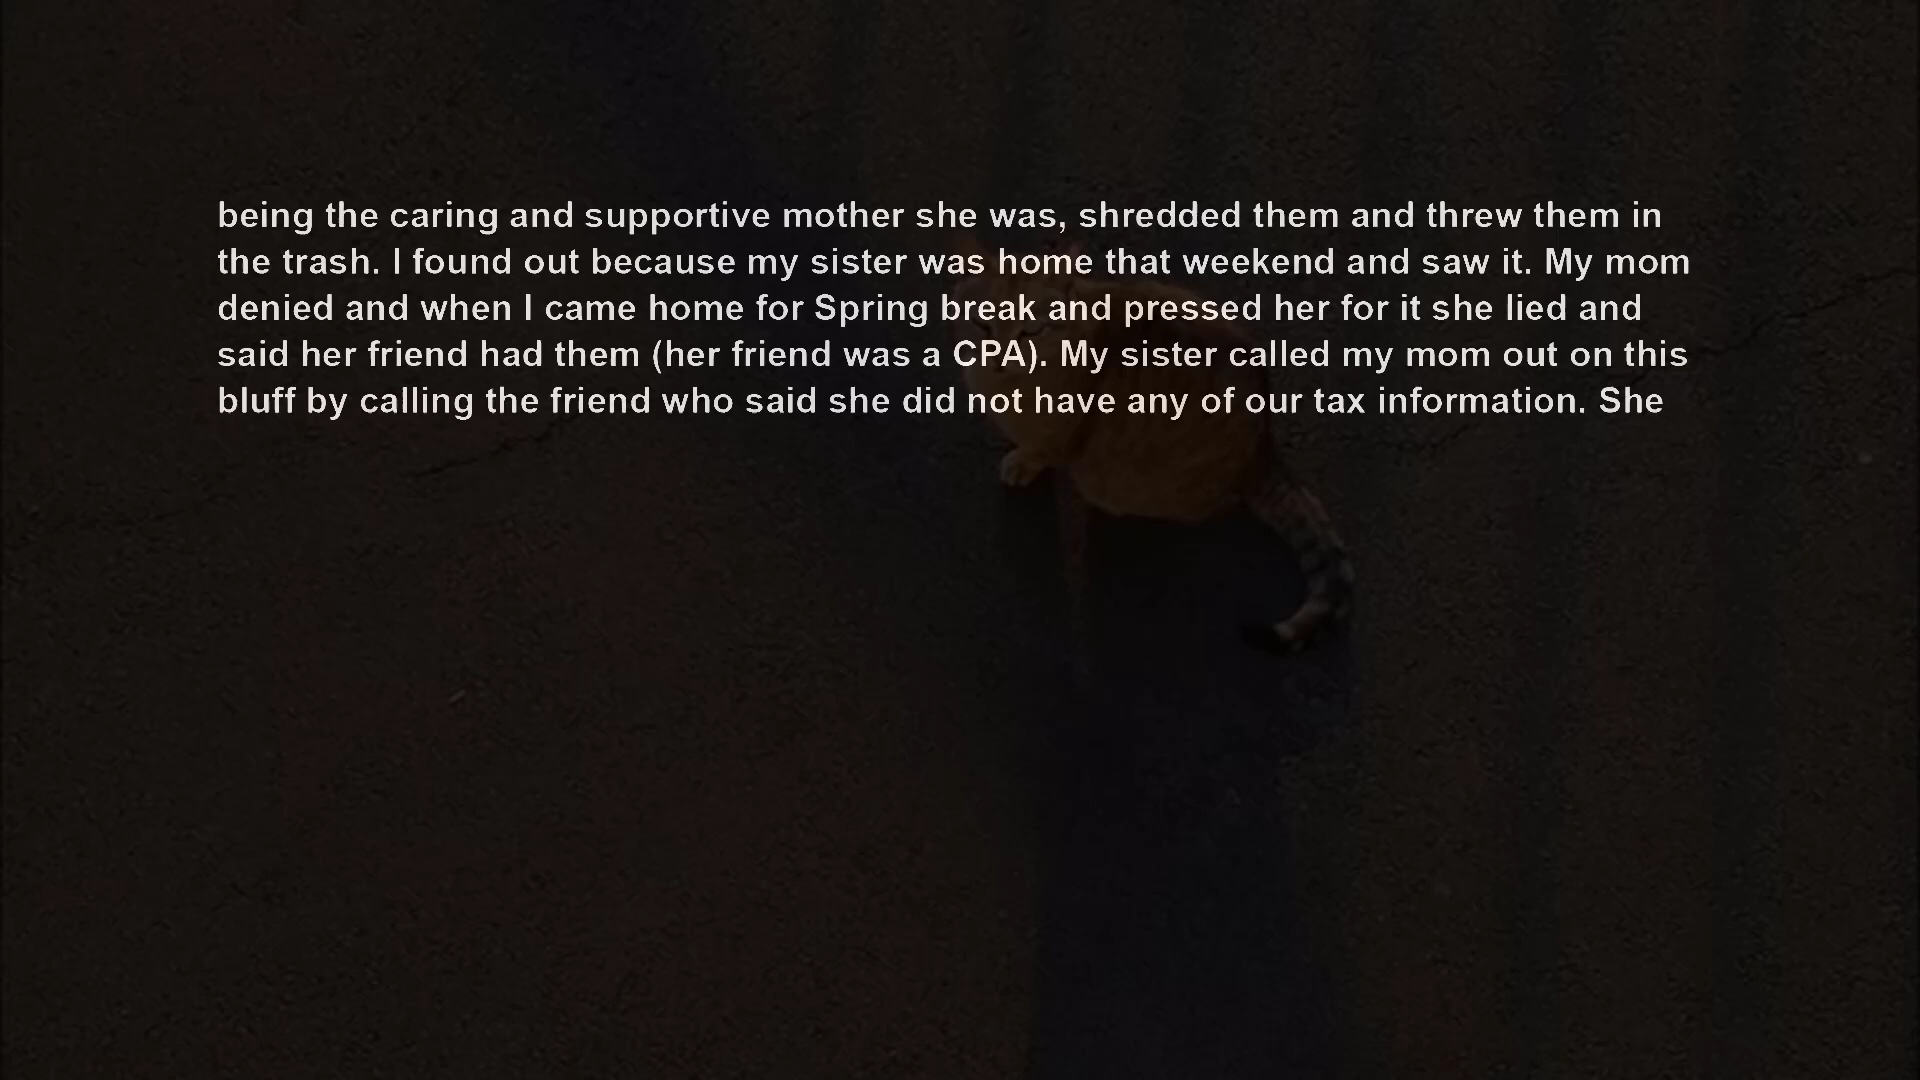 being the caring and supportive mother she was, shredded them and threw them in
the trash. I found out because my sister was home that weekend and saw it. My mom
denied and when I came home for Spring break and pressed her for it she lied and
said her friend had them (her friend was a CPA). My sister called my mom out on this
bluff by calling the friend who said she did not have any of our tax information. She